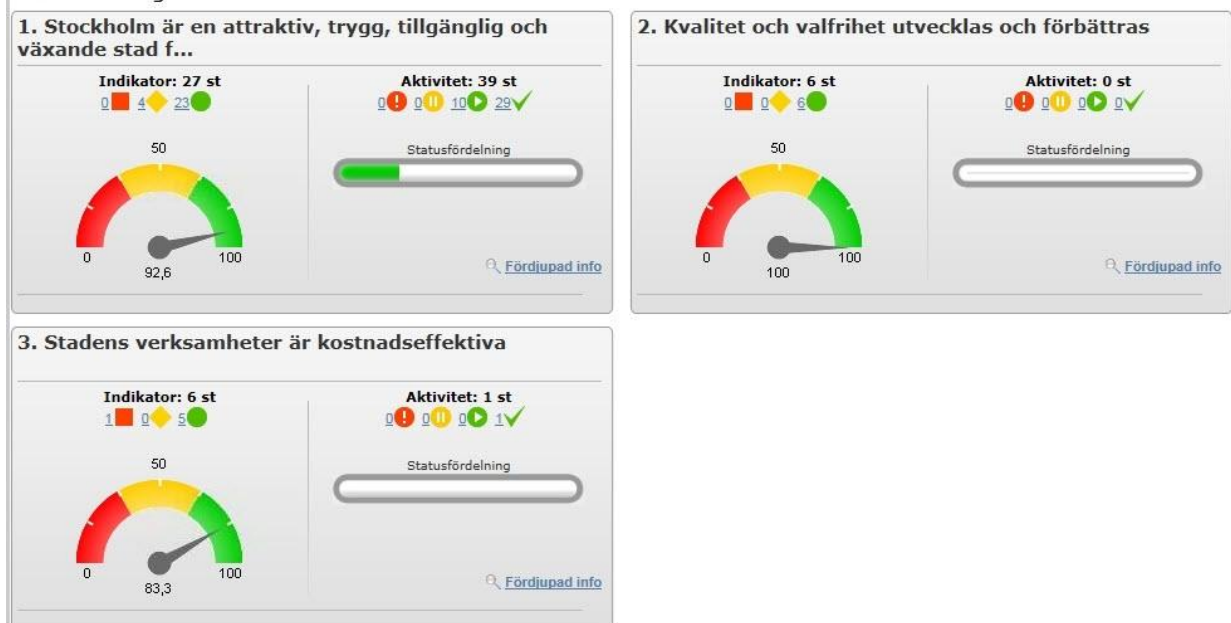 1. Stockholm är en attraktiv, trygg, tillgänglig och
växande stad f...
Indikator: 27 st
0 4 23
Aktivitet: 39 st
0 0 10 29
Statusfördelning
50
0
100
92,6
Fördjupad info
2. Kvalitet och valfrihet utvecklas och förbättras
Indikator: 6 st
0 0 6
Aktivitet: 0 st
0 0 0 0
Statusfördelning
50
0
100
100
Fördjupad info
3. Stadens verksamheter är kostnadseffektiva
Indikator: 6 st
1 0 5
Aktivitet: 1 st
0 0 0 1
Statusfördelning
50
0
100
83,3
Fördjupad info